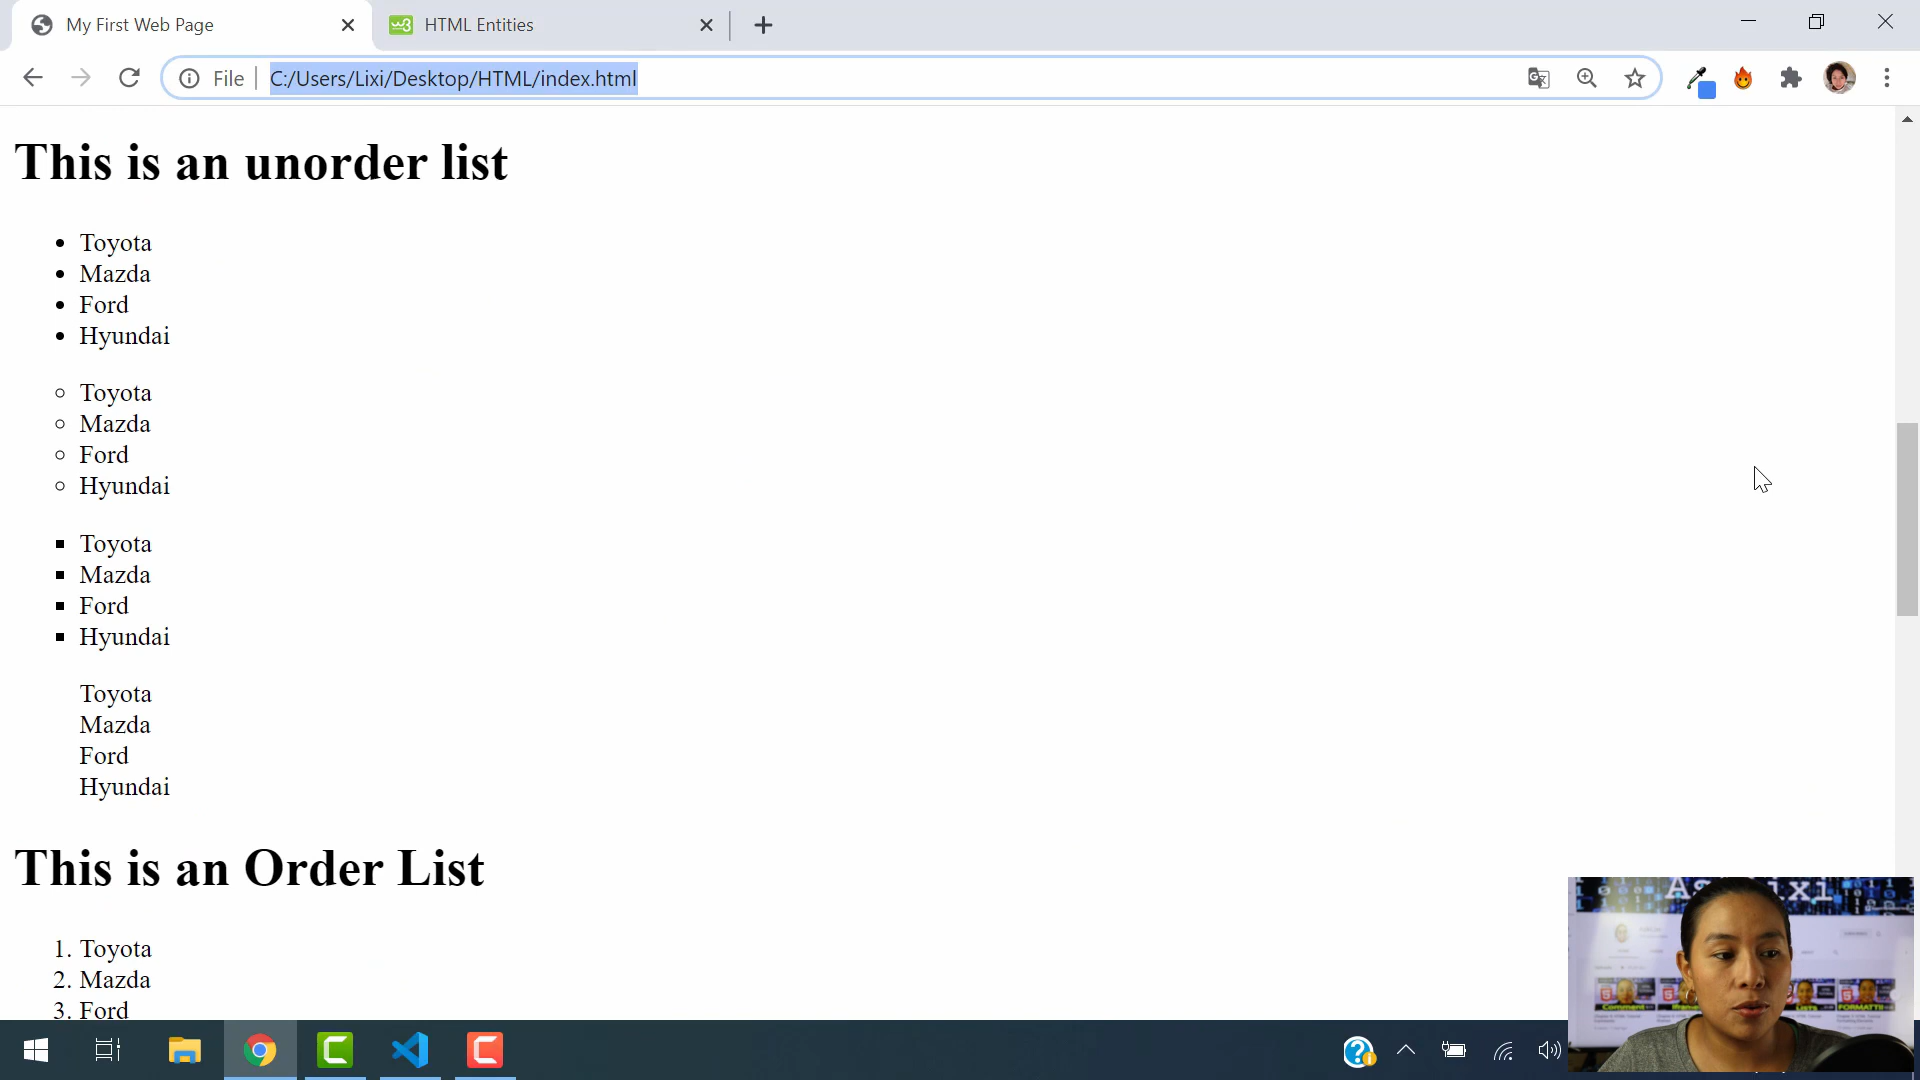 My First Web Page
HTML Entities
File
C:/Users/Lixi/Desktop/HTML/index.html
This is an unorder list
Toyota
Mazda
Ford
Hyundai
Toyota
Mazda
Ford
Hyundai
Toyota
Mazda
Ford
Hyundai
Toyota
Mazda
Ford
Hyundai
This is an Order List
1. Toyota
2. Mazda
3. Ford